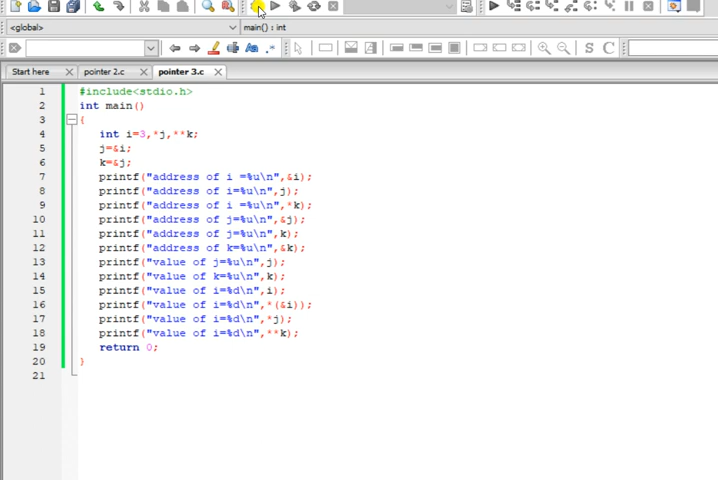 <global>
main() : int
Start here
pointer 2.c
pointer 3.c
1 #include<stdio.h>
2 int main()
3 {
4 int i=3,*j,**k;
5 j=&i;
6 k=&j;
7 printf("address of i =%u\n",&i);
8 printf("address of i=%u\n",j);
9 printf("address of i =%u\n",*k);
10 printf("address of j=%u\n",&j);
11 printf("address of j=%u\n",k);
12 printf("address of k=%u\n",&k);
13 printf("value of j=%u\n",j);
14 printf("value of k=%u\n",k);
15 printf("value of i=%d\n",i);
16 printf("value of i=%d\n",*(&i));
17 printf("value of i=%d\n",*j);
18 printf("value of i=%d\n",**k);
19 return 0;
20 }
21